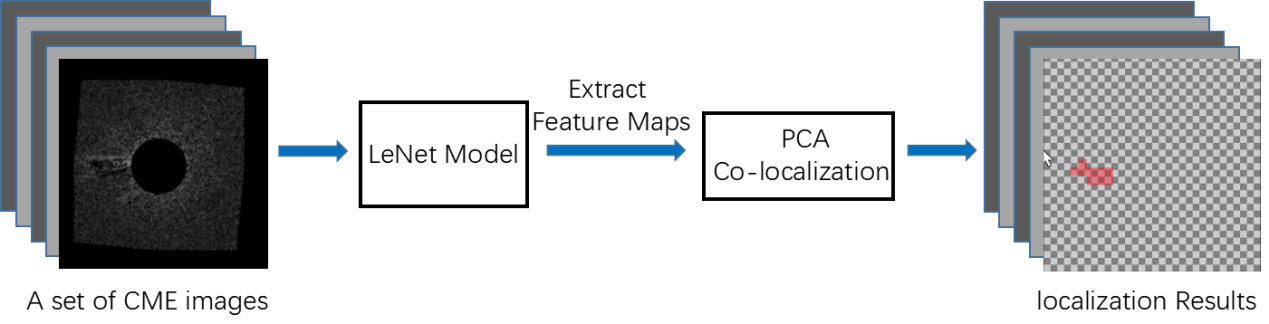 Extract
Feature Maps
LeNet Model
PCA
Co-localization
A set of CME images
localization Results